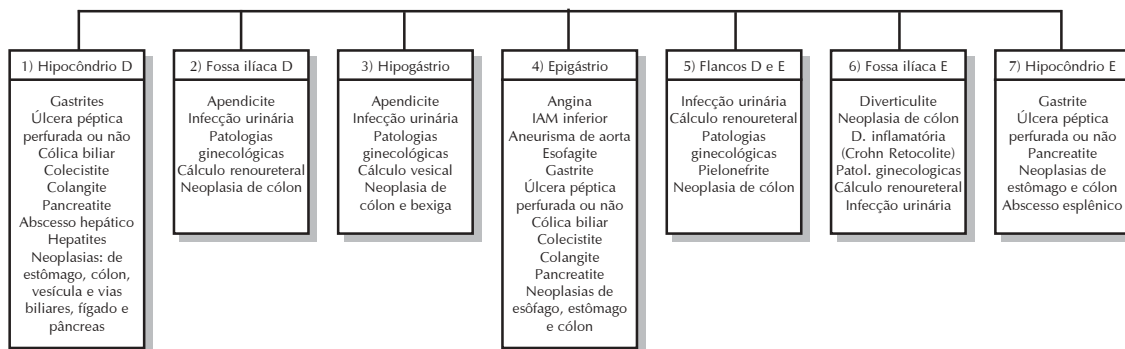 1) Hipocôndrio D
Gastrites
Úlcera péptica
perfurada ou não
Cólica biliar
Colecistite
Colangite
Pancreatite
Abscesso hepático
Hepatites
Neoplasias: de
estômago, cólon,
vesícula e vias
biliares, fígado e
pâncreas
2) Fossa ilíaca D
Apendicite
Infecção urinária
Patologias
ginecológicas
Cálculo renoureteral
Neoplasia de cólon
3) Hipogástrio
Apendicite
Infecção urinária
Patologias
ginecológicas
Cálculo vesical
Neoplasia de
cólon e bexiga
4) Epigástrio
Angina
IAM inferior
Aneurisma de aorta
Esofagite
Gastrite
Úlcera péptica
perfurada ou não
Cólica biliar
Colecistite
Colangite
Pancreatite
Neoplasias de
esôfago, estômago
e cólon
5) Flancos D e E
Infecção urinária
Cálculo renoureteral
Patologias
ginecológicas
Pielonefrite
Neoplasia de cólon
6) Fossa ilíaca E
Diverticulite
Neoplasia de cólon
D. inflamatória
(Crohn Retocolite)
Patol. ginecologicas
Cálculo renoureteral
Infecção urinária
7) Hipocôndrio E
Gastrite
Úlcera péptica
perfurada ou não
Pancreatite
Neoplasias de
estômago e cólon
Abscesso esplênico